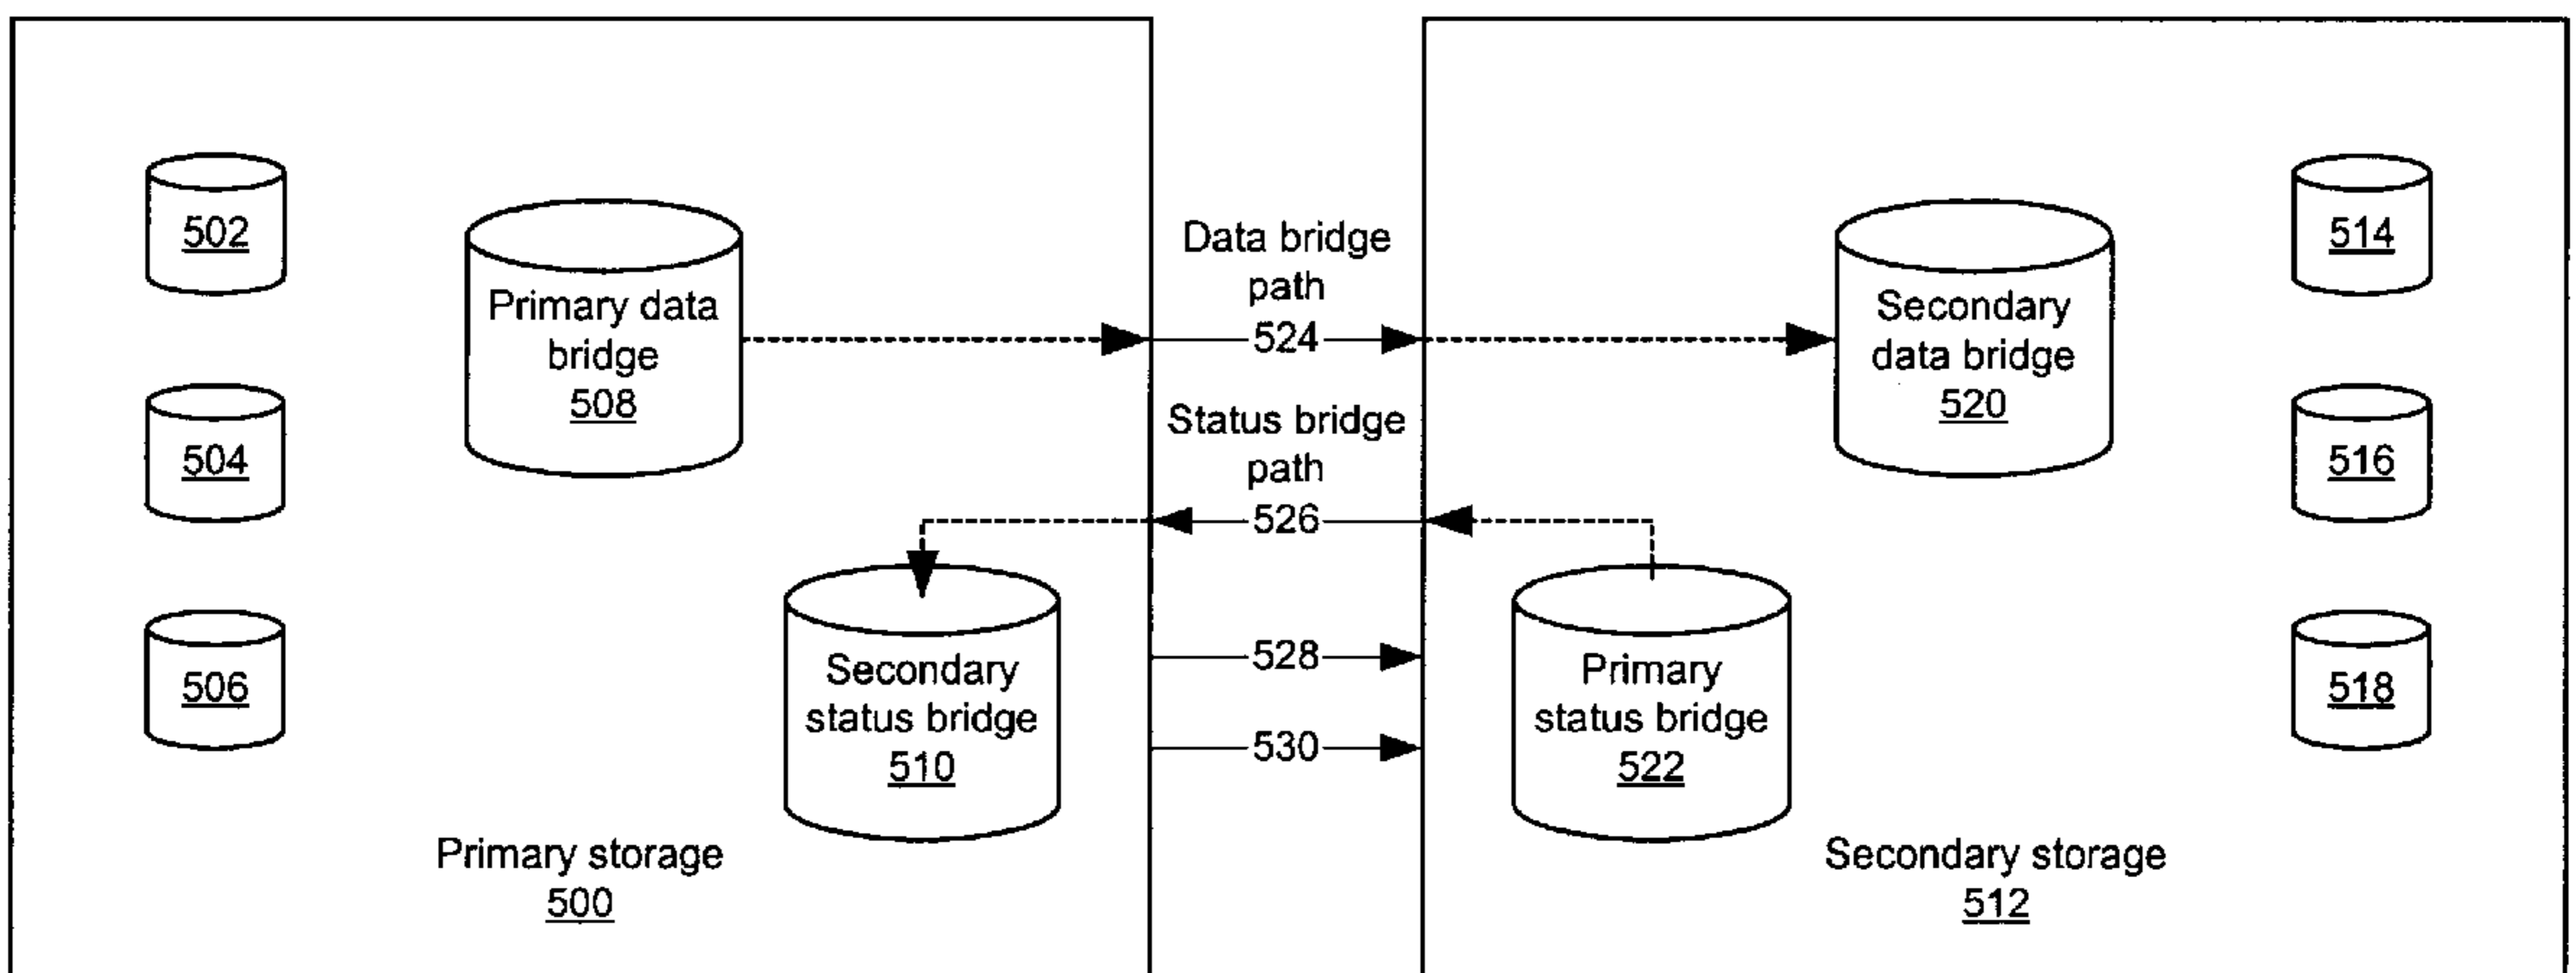 502
504
506
Primary data
bridge
508
Secondary
status bridge
510
Primary storage
500
Data bridge
path
524
Status bridge
path
526
528
530
Secondary
data bridge
520
Primary
status bridge
522
514
516
518
Secondary storage
512